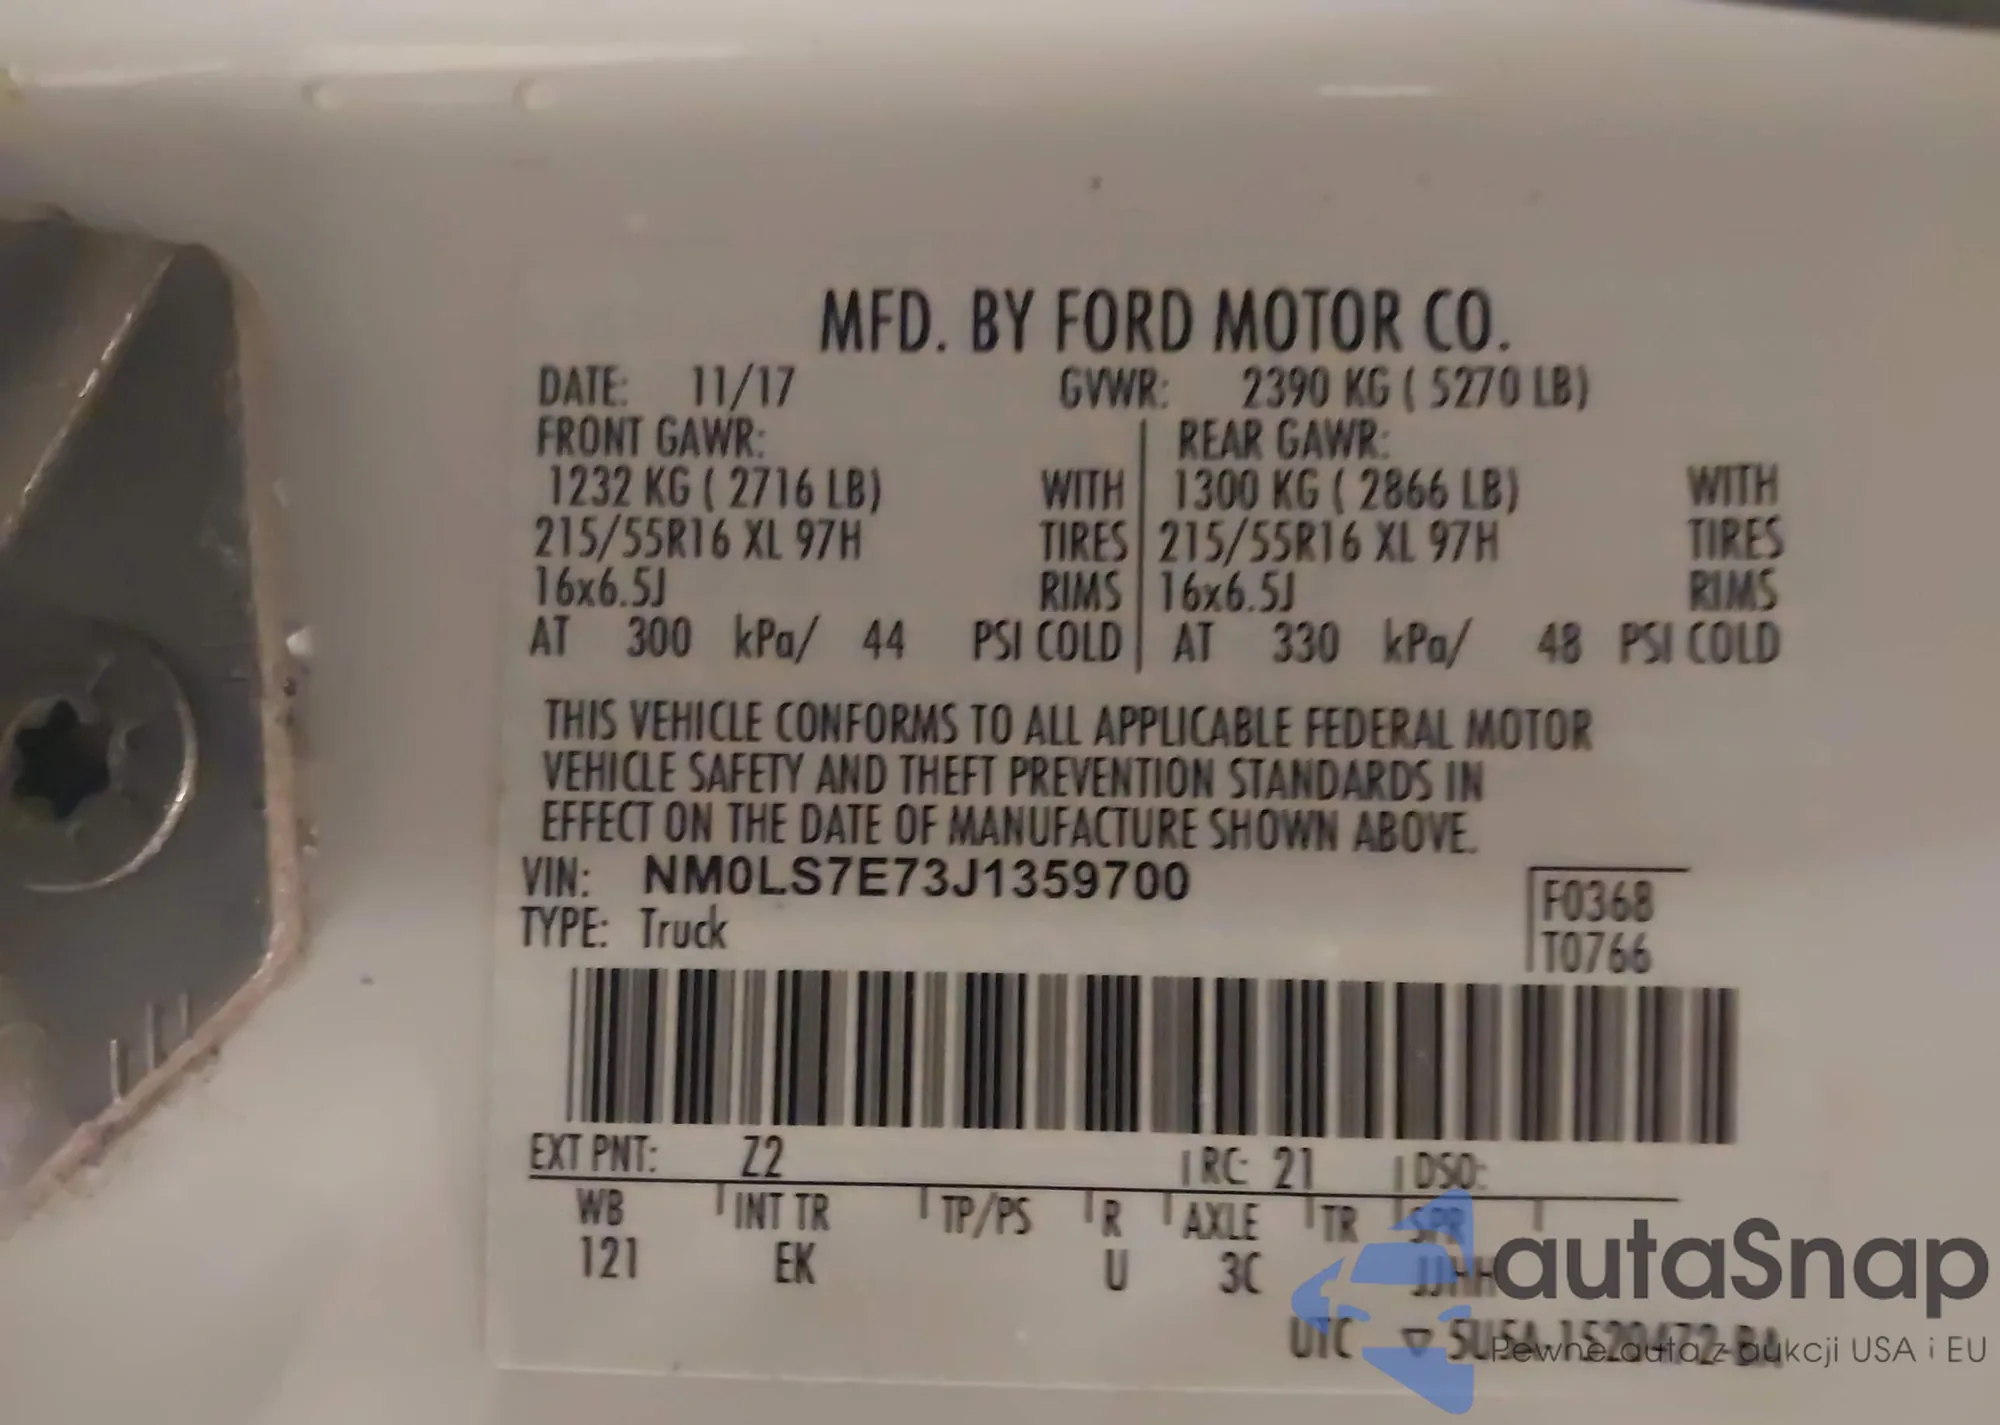 MFD. BY FORD MOTOR CO.
DATE: 11/17 GVWR: 2390 KG ( 5270 LB)
FRONT GAWR: REAR GAWR:
1232 KG ( 2716 LB) WITH 1300 KG ( 2866 LB) WITH
215/55R16 XL 97H TIRES 215/55R16 XL 97H TIRES
16x6.5J RIMS 16x6.5J RIMS
AT 300 kPa/ 44 PSI COLD AT 330 kPa/ 48 PSI COLD
THIS VEHICLE CONFORMS TO ALL APPLICABLE FEDERAL MOTOR
VEHICLE SAFETY AND THEFT PREVENTION STANDARDS IN
EFFECT ON THE DATE OF MANUFACTURE SHOWN ABOVE.
VIN: NM0LS7E73J1359700
F0368
TYPE: Truck
T0766
EXT PNT: Z2 RC: 21 DSO:
WB INT TR TP/PS R AXLE TR SPR
121 EK U 3C JJHH
autaSnap
UTC
Pewne auta z aukcji USA i EU